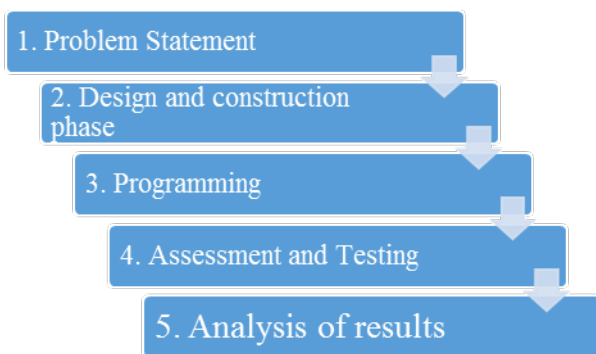 1. Problem Statement
2. Design and construction
phase
3. Programming
4. Assessment and Testing
5. Analysis of results